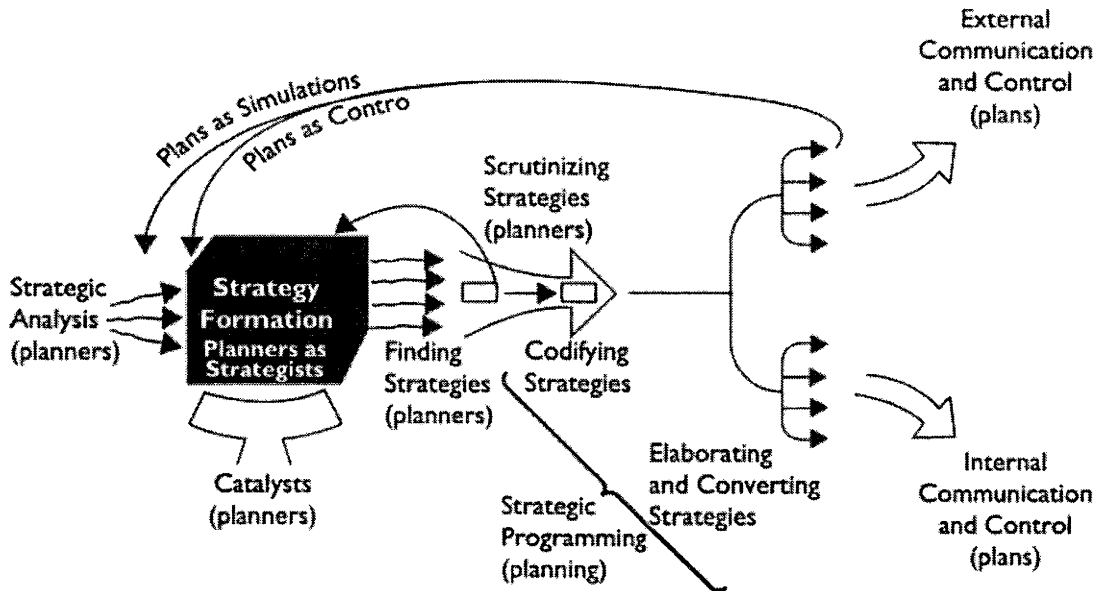 External
Communication
and Control
(plans)
Plans as Simulations
Plans as Contro
Scrutinizing
Strategies
(planners)
Strategic
Analysis
(planners)
Strategy
Formation
Planners as
Strategists
Finding
Strategies
(planners)
Codifying
Strategies
Catalysts
(planners)
Elaborating
and Converting
Strategies
Strategic
Programming
(planning)
Internal
Communication
and Control
(plans)